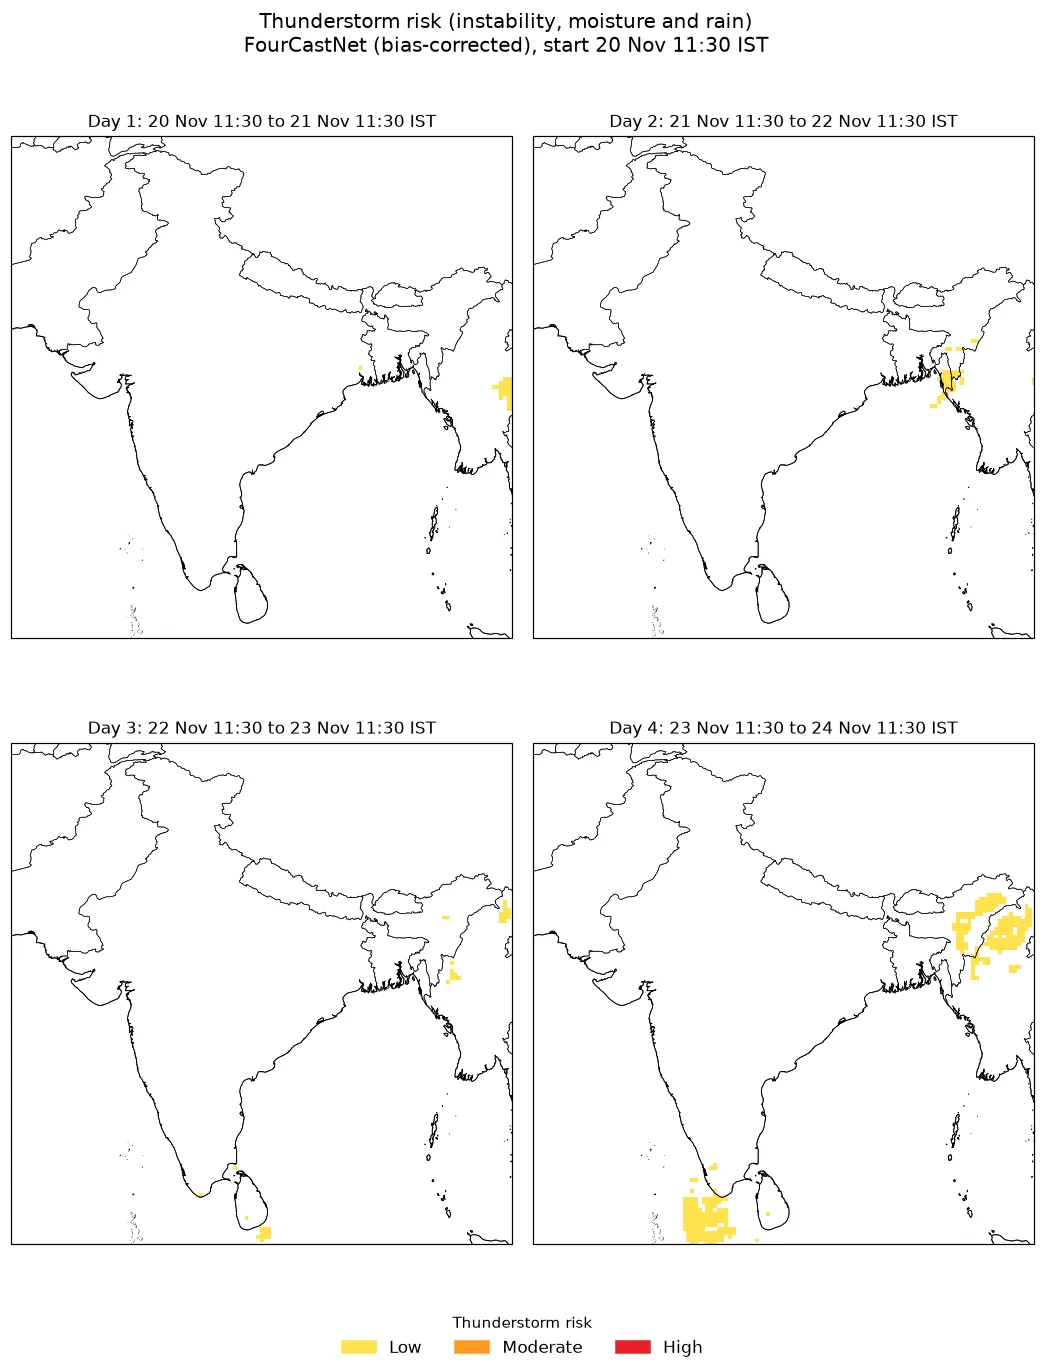 Thunderstorm risk (instability, moisture and rain)
FourCastNet (bias-corrected), start 20 Nov 11:30 IST
Day 1: 20 Nov 11:30 to 21 Nov 11:30 IST
Day 2: 21 Nov 11:30 to 22 Nov 11:30 IST
Day 3: 22 Nov 11:30 to 23 Nov 11:30 IST
Day 4: 23 Nov 11:30 to 24 Nov 11:30 IST
Thunderstorm risk
Low Moderate High